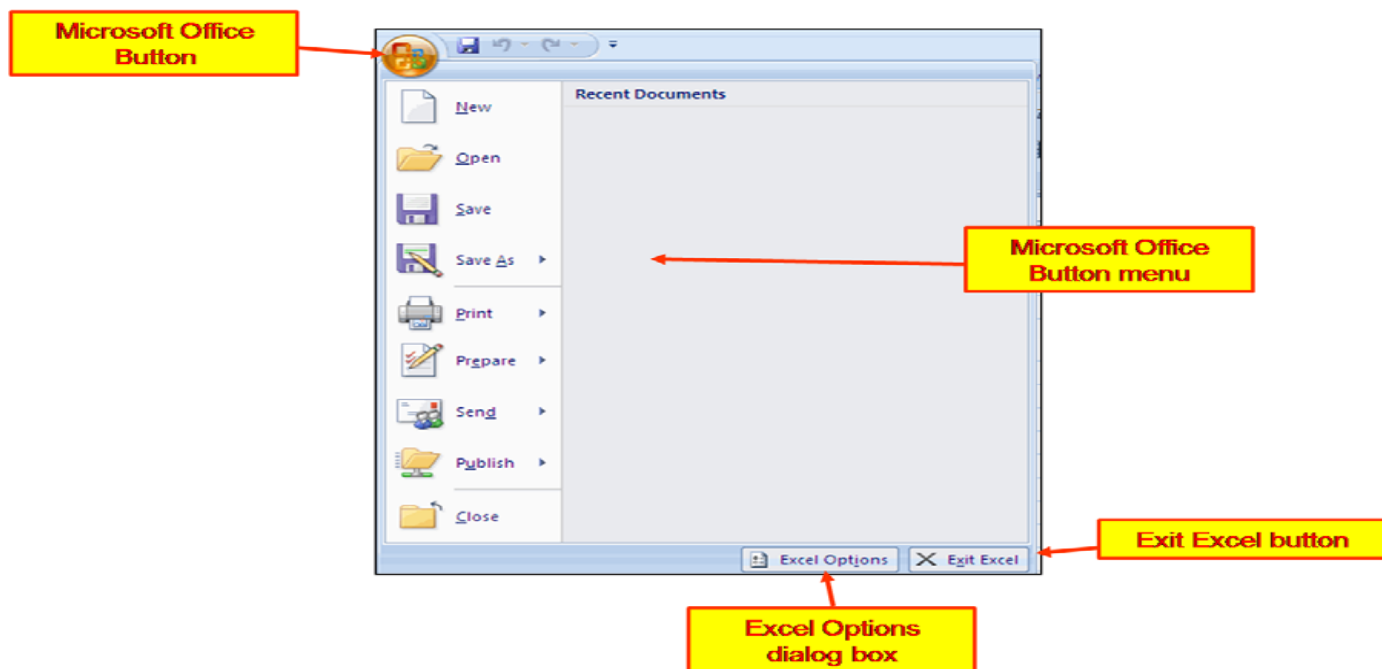 Microsoft Office
Button
Recent Documents
New
Open
Save
Save As
Print
Prepare
Send
Publish
Close
Microsoft Office
Button menu
Excel Options
Exit Excel
Exit Excel button
Excel Options
dialog box